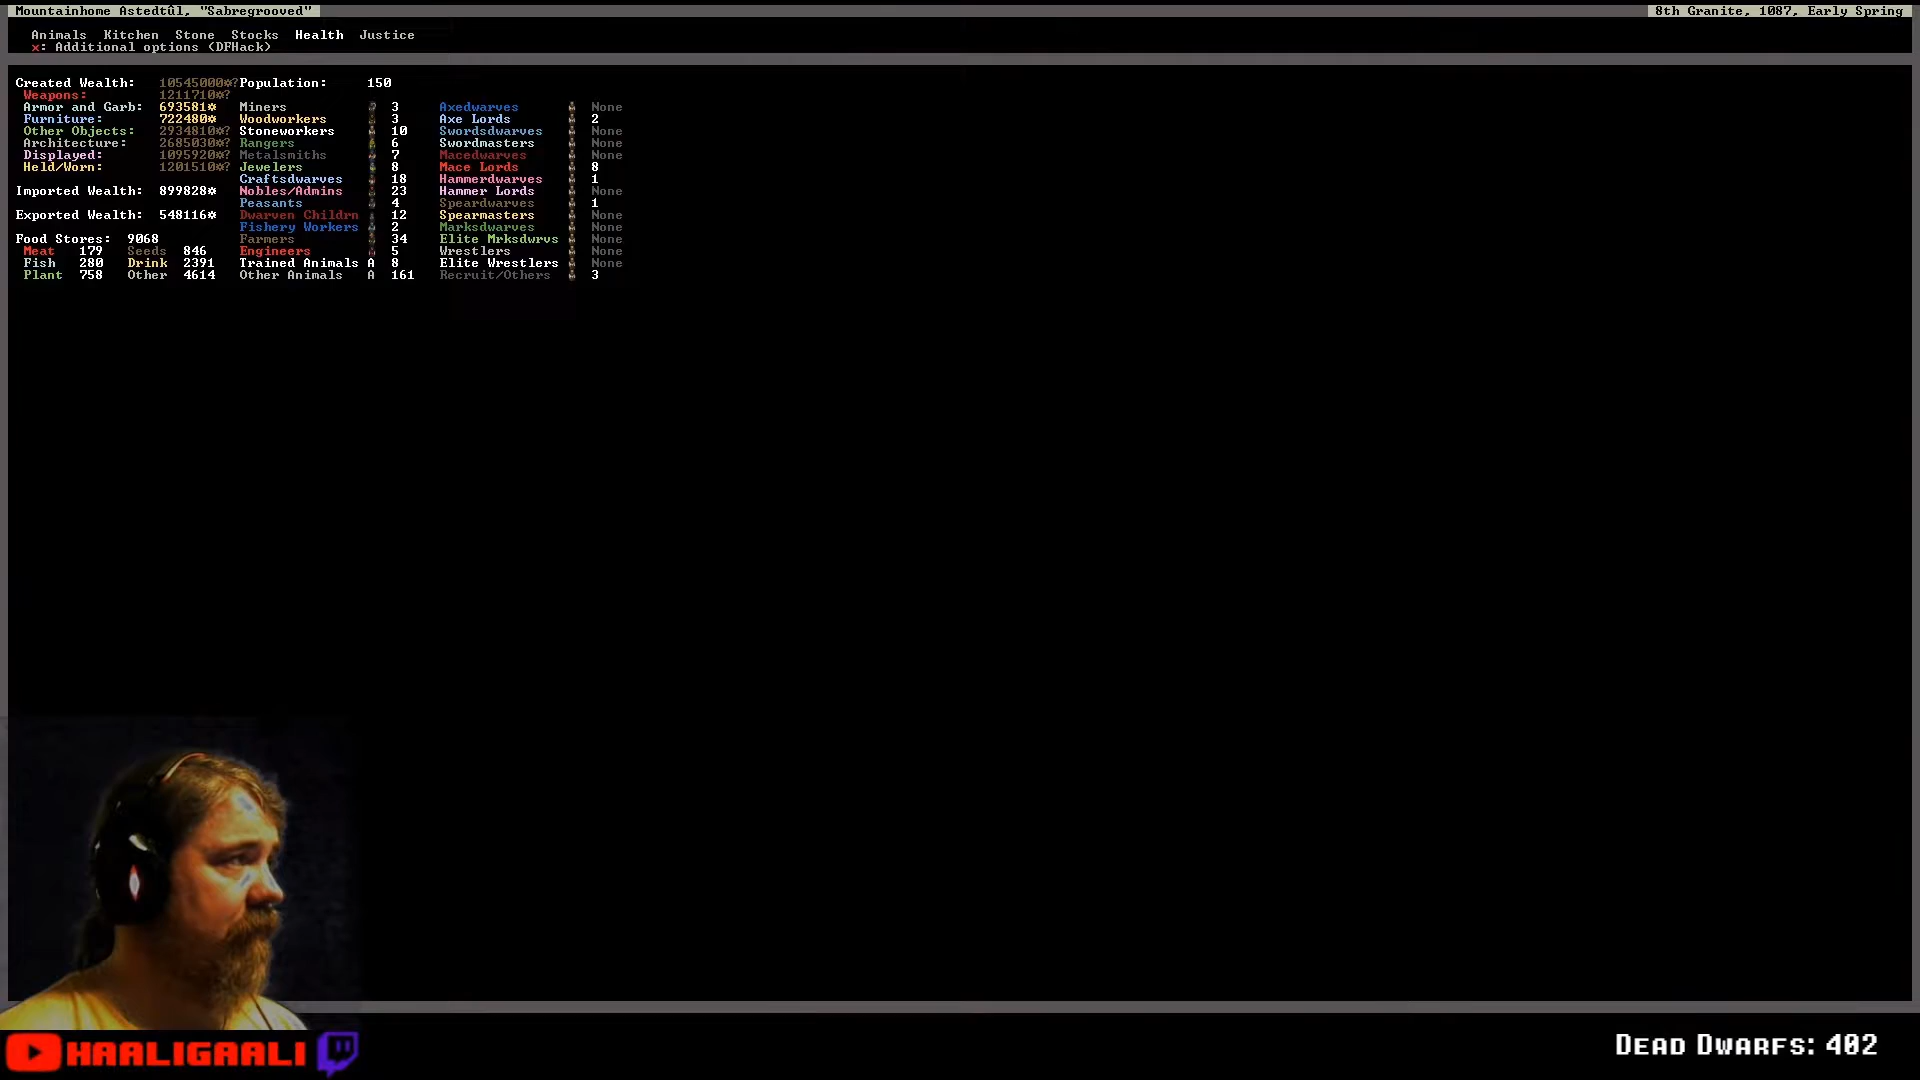 Mountainhome Astedtûl, "Sabregrooved"
8th Granite, 1087, Early Spring
Animals Kitchen Stone Stocks Health Justice
x: Additional options (DFHack)
Created Wealth: 10545000☼? Population: 150
Weapons: 1211710☼?
Armor and Garb: 693581☼ Miners 3 Axedwarves None
Furniture: 722480☼ Woodworkers 3 Axe Lords 2
Other Objects: 2934810☼? Stoneworkers 10 Swordsdwarves None
Architecture: 2685030☼? Rangers 6 Swordmasters None
Displayed: 1095920☼? Metalsmiths 7 Macedwarves None
Held/Worn: 1201510☼? Jewelers 8 Mace Lords 8
Craftsdwarves 18 Hammerdwarves 1
Imported Wealth: 899828☼ Nobles/Admins 23 Hammer Lords None
Peasants 4 Speardwarves 1
Exported Wealth: 548116☼ Dwarven Childrn 12 Spearmasters None
Fishery Workers 2 Marksdwarves None
Food Stores: 9068 Farmers 34 Elite Mrksdwrvs None
Meat 179 Seeds 846 Engineers 5 Wrestlers None
Fish 280 Drink 2391 Trained Animals A 8 Elite Wrestlers None
Plant 758 Other 4614 Other Animals A 161 Recruit/Others 3
HAALIGAALI
Dead Dwarfs: 402